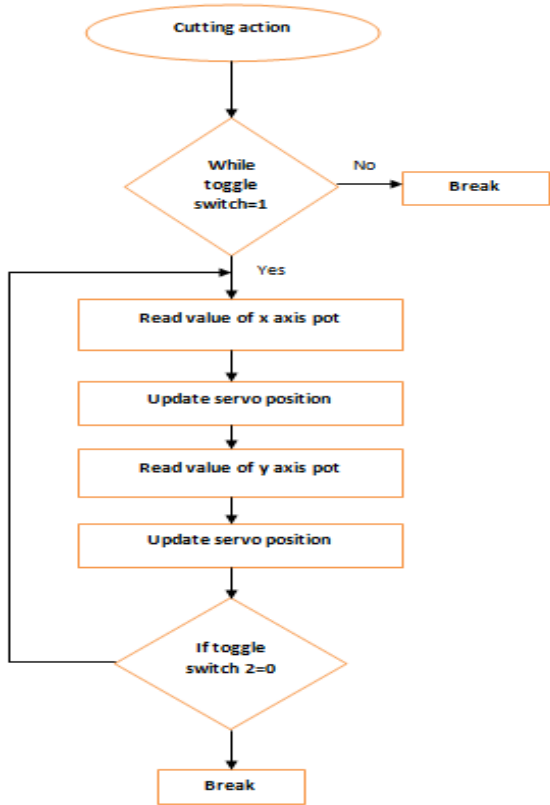 Cutting action
While
toggle
switch=1
No
Break
Yes
Read value of x axis pot
Update servo position
Read value of y axis pot
Update servo position
If toggle
switch 2=0
Break